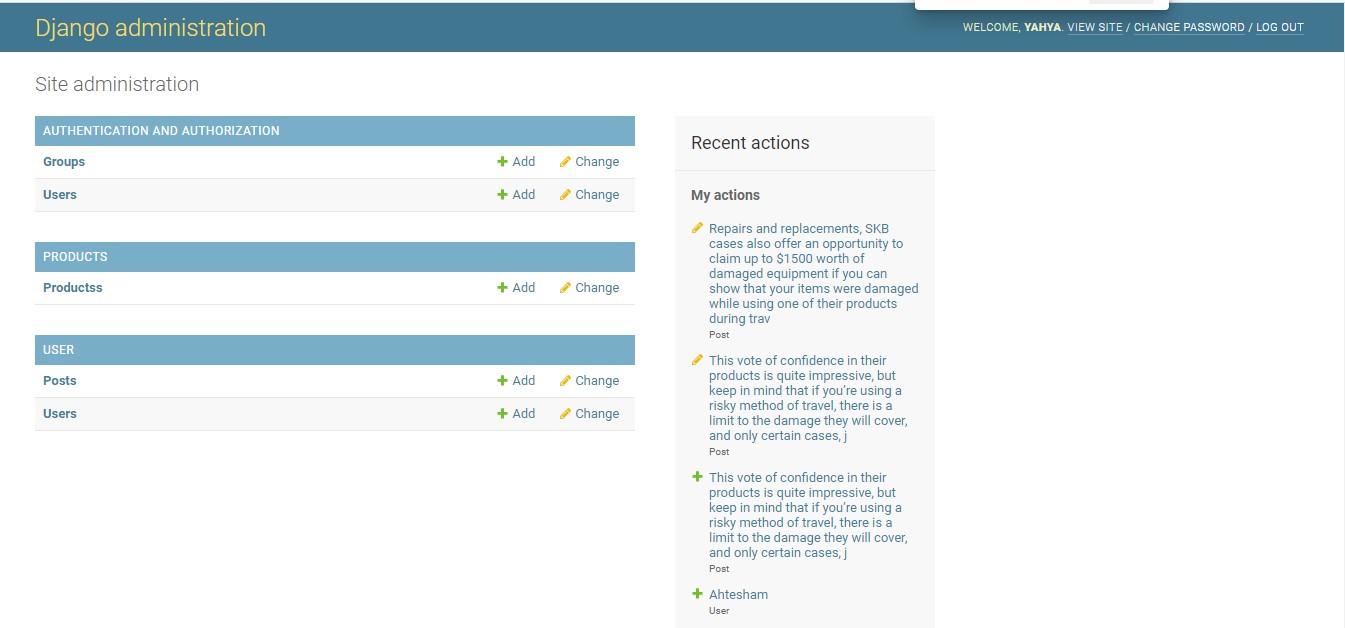 Django administration
WELCOME, YAHYA. VIEW SITE / CHANGE PASSWORD / LOG OUT
Site administration
AUTHENTICATION AND AUTHORIZATION
Groups Add Change
Users Add Change
PRODUCTS
Productss Add Change
USER
Posts Add Change
Users Add Change
Recent actions
My actions
Repairs and replacements, SKB
cases also offer an opportunity to
claim up to $1500 worth of
damaged equipment if you can
show that your items were damaged
while using one of their products
during trav
Post
This vote of confidence in their
products is quite impressive, but
keep in mind that if you’re using a
risky method of travel, there is a
limit to the damage they will cover,
and only certain cases, j
Post
This vote of confidence in their
products is quite impressive, but
keep in mind that if you’re using a
risky method of travel, there is a
limit to the damage they will cover,
and only certain cases, j
Post
Ahtesham
User